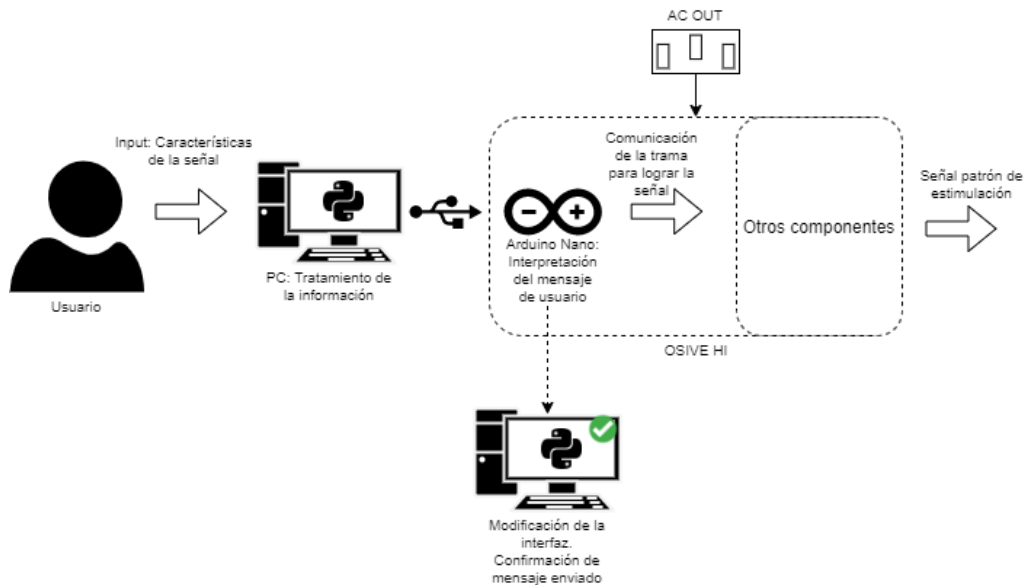 AC OUT
Input: Características
de la señal
Usuario
PC: Tratamiento de
la información
Arduino Nano:
Interpretación
del mensaje
de usuario
Comunicación
de la trama
para lograr la
señal
Otros componentes
Señal patrón de
estimulación
OSIVE HI
Modificación de la
interfaz.
Confirmación de
mensaje enviado